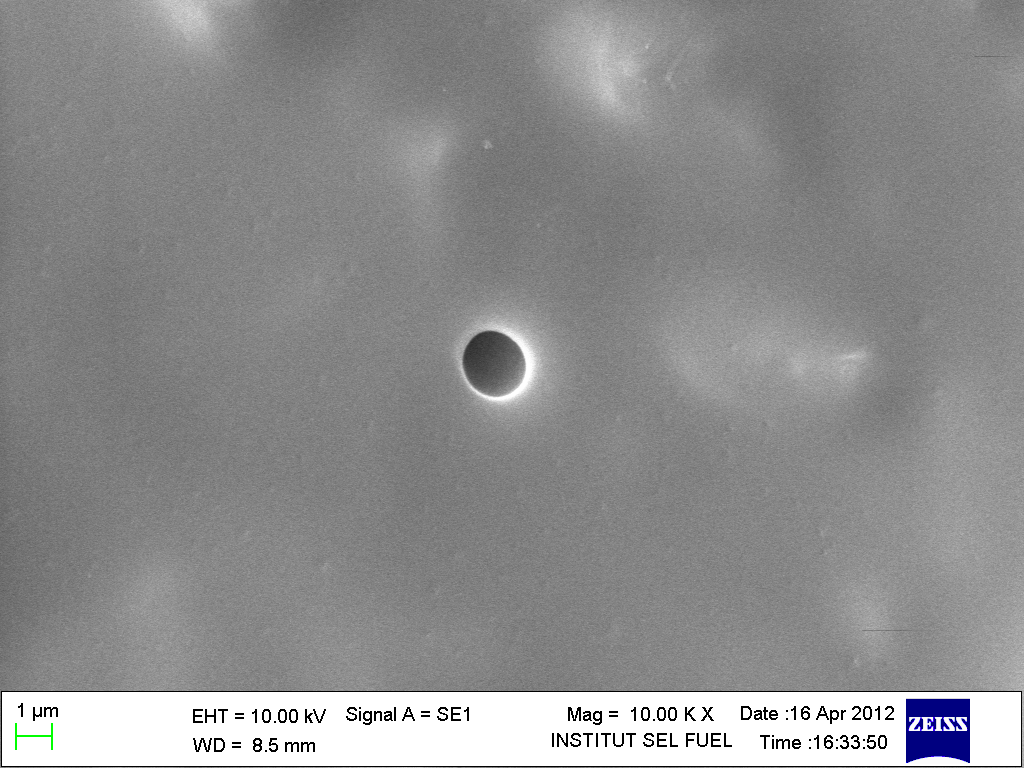 1 µm
EHT = 10.00 kV
Signal A = SE1
Mag = 10.00 K X
Date :16 Apr 2012
WD = 8.5 mm
INSTITUT SEL FUEL
Time :16:33:50
ZEISS